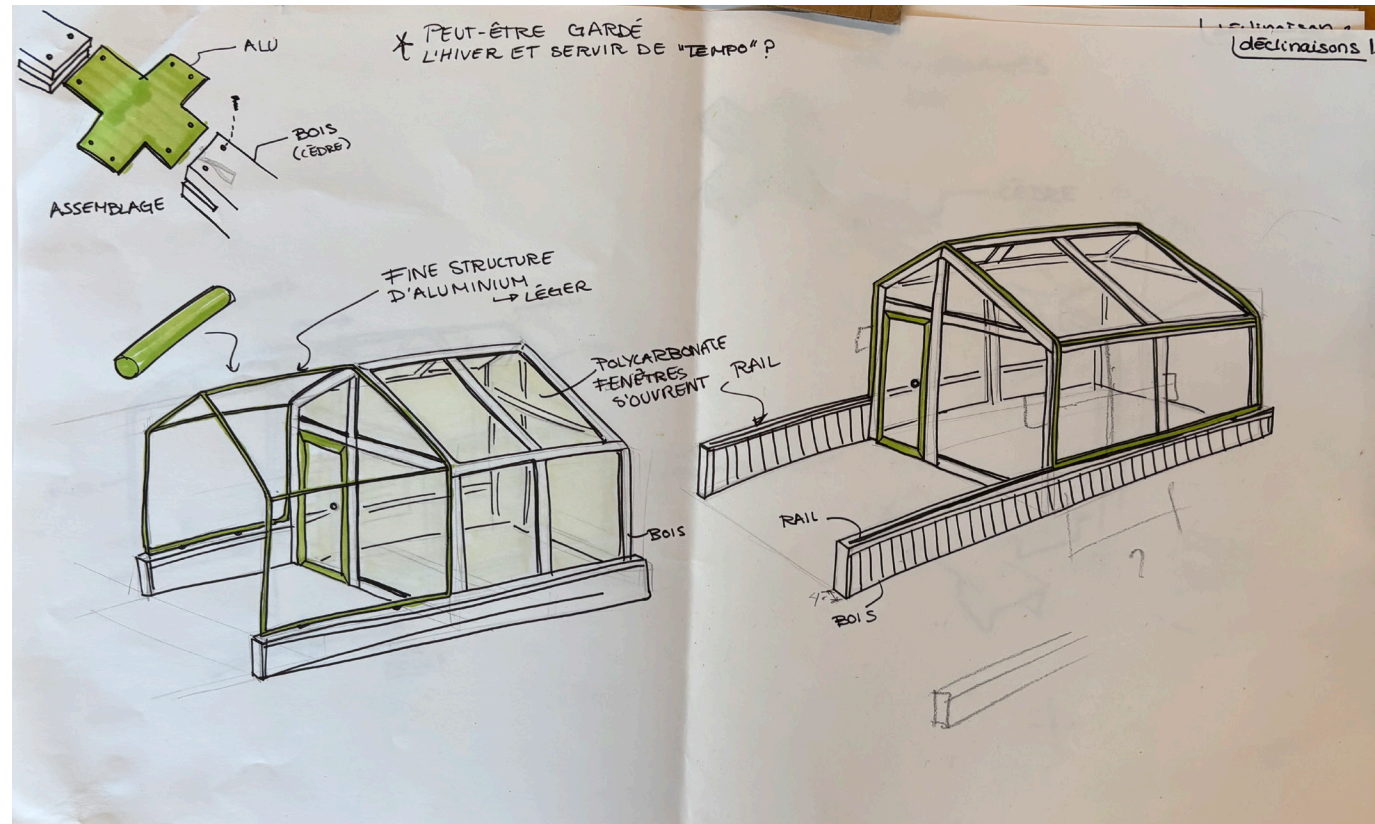 ALU
* PEUT-ÊTRE GARDÉ
L'HIVER ET SERVIR DE "TEMPO" ?
déclinaisons
BOIS
(CÈDRE)
ASSEMBLAGE
FINE STRUCTURE
D'ALUMINIUM
↳ LÉGER
POLYCARBONATE
FENÊTRES
S'OUVRENT
RAIL
BOIS
RAIL
BOIS
?